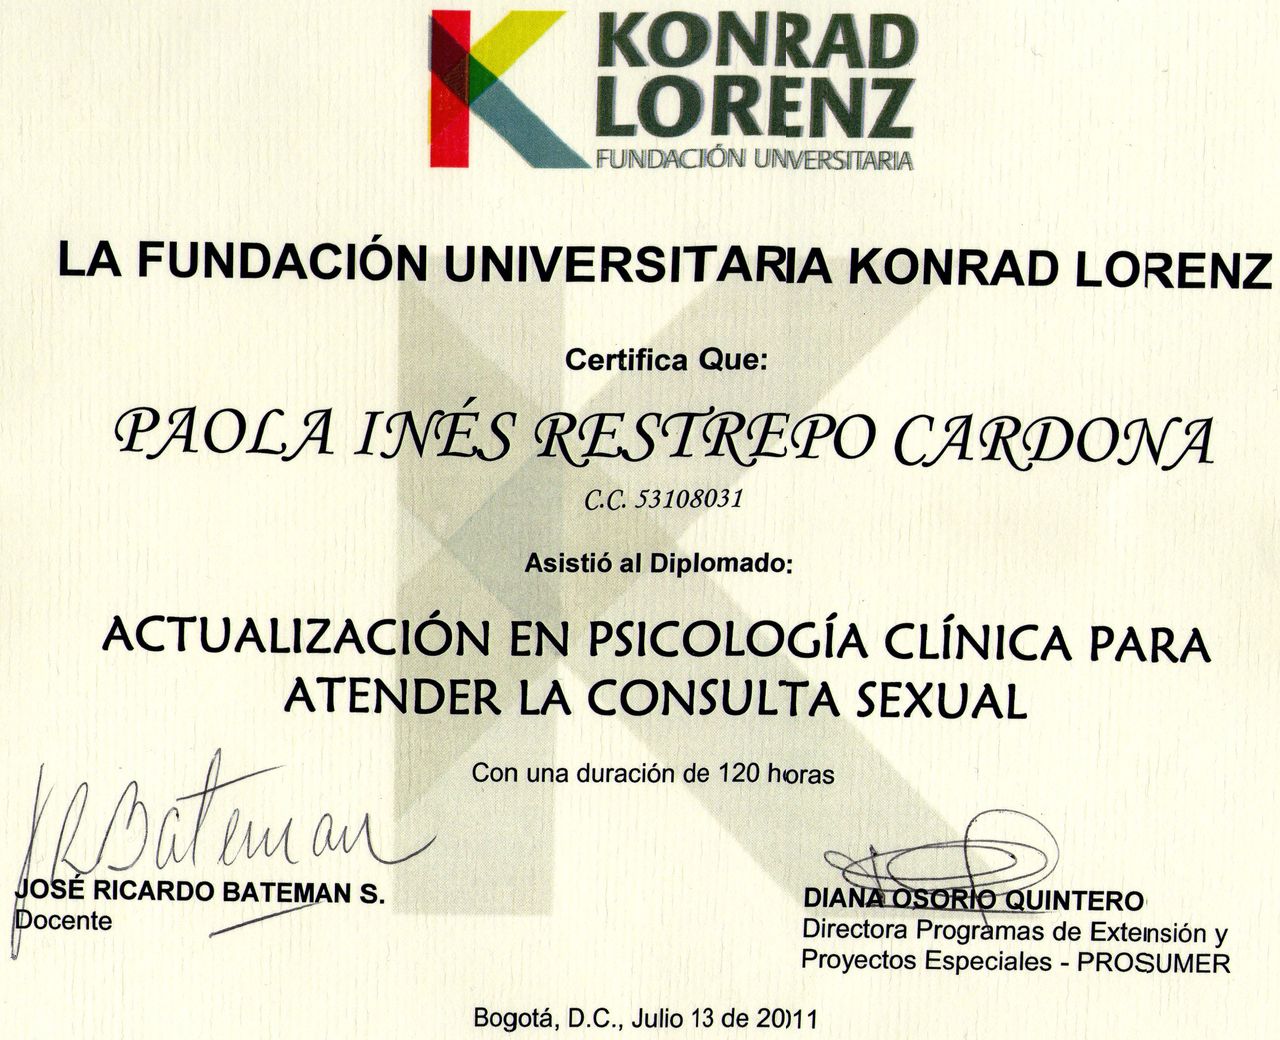 KONRAD
LORENZ
FUNDACIÓN UNIVERSITARIA
LA FUNDACIÓN UNIVERSITARIA KONRAD LORENZ
Certifica Que:
PAOLA INÉS RESTREPO CARDONA
C.C. 53108031
Asistió al Diplomado:
ACTUALIZACIÓN EN PSICOLOGÍA CLÍNICA PARA
ATENDER LA CONSULTA SEXUAL
Con una duración de 120 horas
JRBateman
JOSÉ RICARDO BATEMAN S.
Docente
DIANA OSORIO QUINTERO
Directora Programas de Extensión y
Proyectos Especiales - PROSUMER
Bogotá, D.C., Julio 13 de 2011